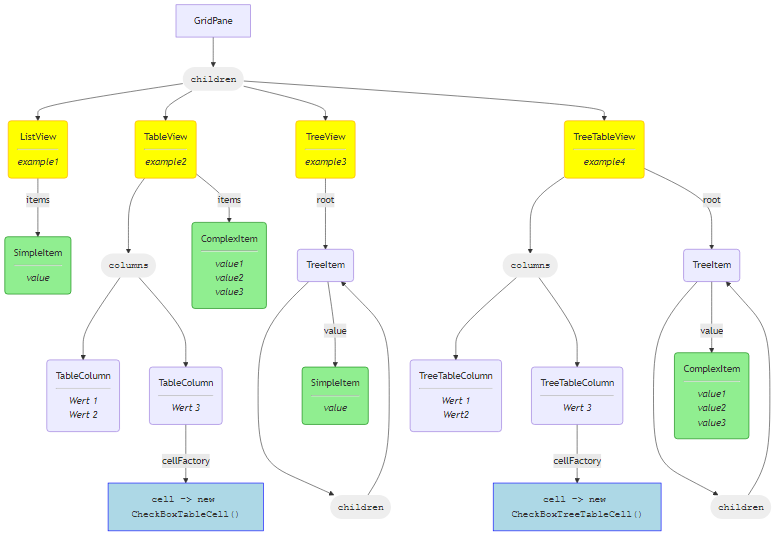 GridPane
children
ListView
example1
TableView
example2
TreeView
example3
TreeTableView
example4
items
items
root
root
SimpleItem
value
ComplexItem
value1
value2
value3
columns
TreeItem
columns
TreeItem
value
value
TableColumn
Wert 1
Wert 2
TableColumn
Wert 3
SimpleItem
value
TreeTableColumn
Wert 1
Wert2
TreeTableColumn
Wert 3
ComplexItem
value1
value2
value3
cellFactory
cellFactory
cell -> new
CheckBoxTableCell()
children
cell -> new
CheckBoxTreeTableCell()
children